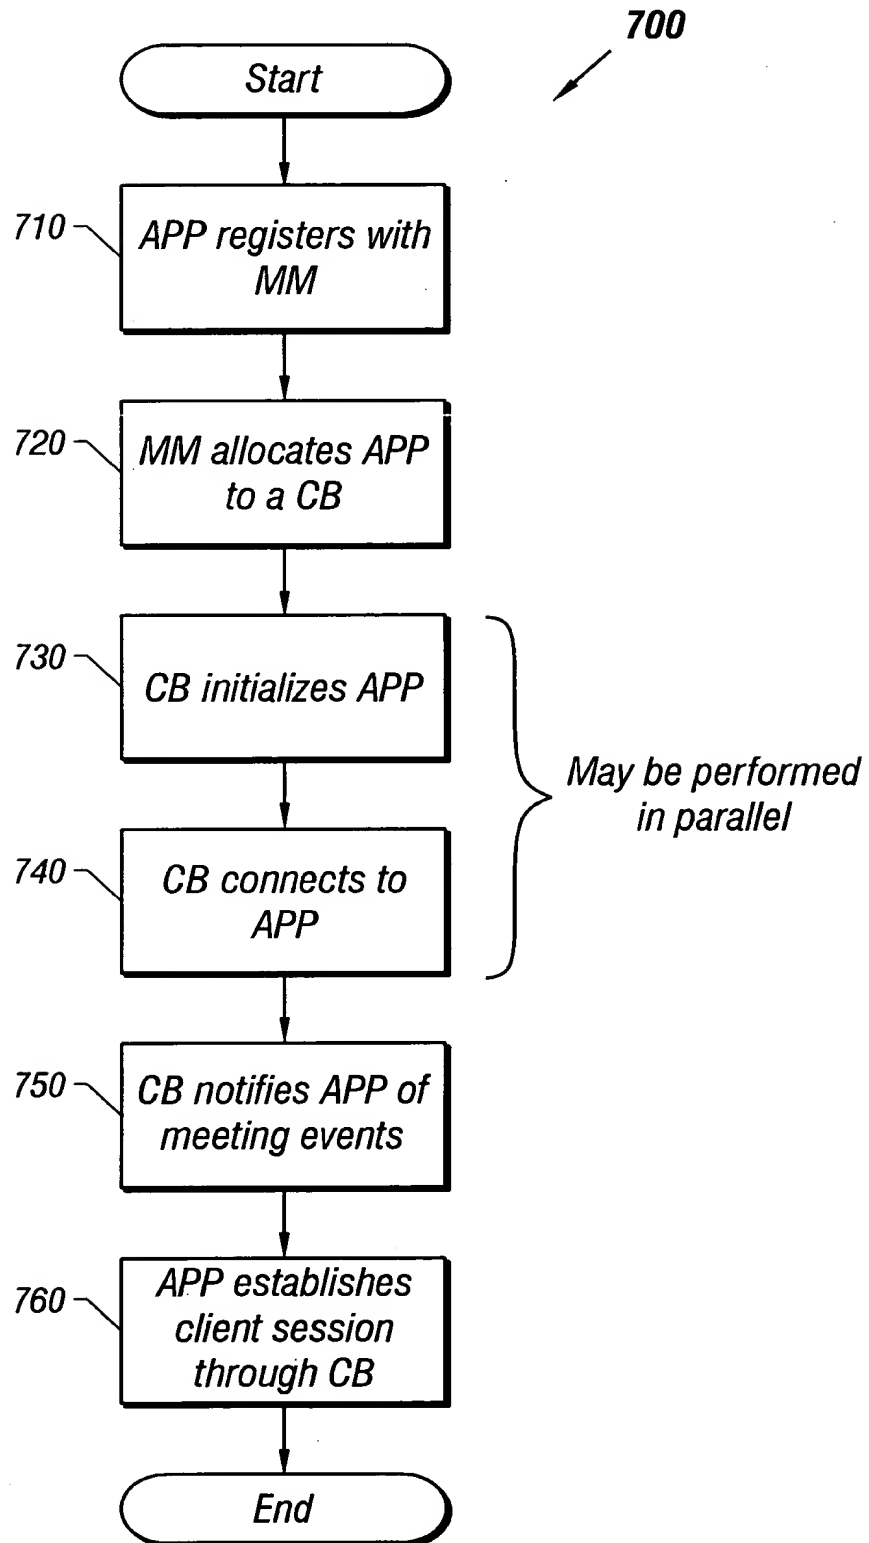 700
Start
710
APP registers with
MM
720
MM allocates APP
to a CB
730
CB initializes APP
May be performed
in parallel
740
CB connects to
APP
750
CB notifies APP of
meeting events
760
APP establishes
client session
through CB
End